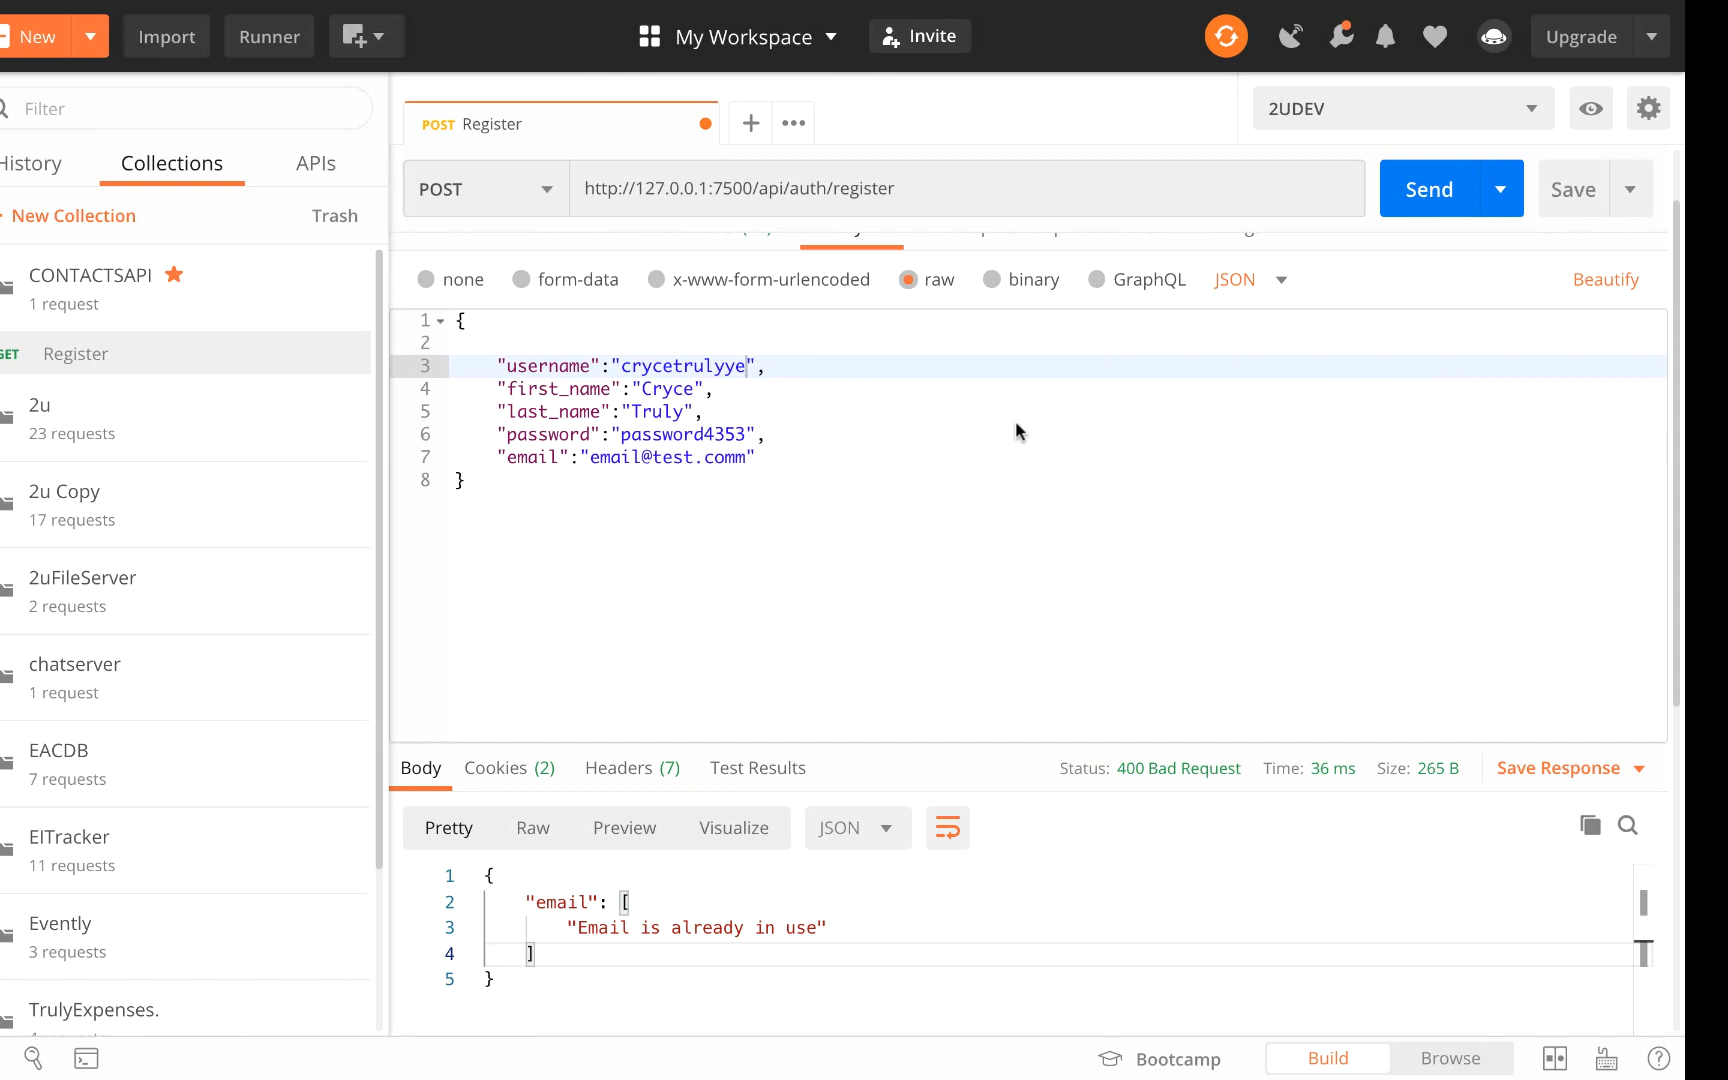 New
Import
Runner
My Workspace
Invite
Upgrade
Filter
History
Collections
APIs
New Collection
Trash
CONTACTSAPI
1 request
GET Register
2u
23 requests
2u Copy
17 requests
2uFileServer
2 requests
chatserver
1 request
EACDB
7 requests
EITracker
11 requests
Evently
3 requests
TrulyExpenses.
POST Register
2UDEV
POST
http://127.0.0.1:7500/api/auth/register
Send
Save
none
form-data
x-www-form-urlencoded
raw
binary
GraphQL
JSON
Beautify
1 {
2
3 "username":"crycetrulyye",
4 "first_name":"Cryce",
5 "last_name":"Truly",
6 "password":"password4353",
7 "email":"email@test.comm"
8 }
Body
Cookies (2)
Headers (7)
Test Results
Status: 400 Bad Request
Time: 36 ms
Size: 265 B
Save Response
Pretty
Raw
Preview
Visualize
JSON
1 {
2 "email": [
3 "Email is already in use"
4 ]
5 }
Bootcamp
Build
Browse